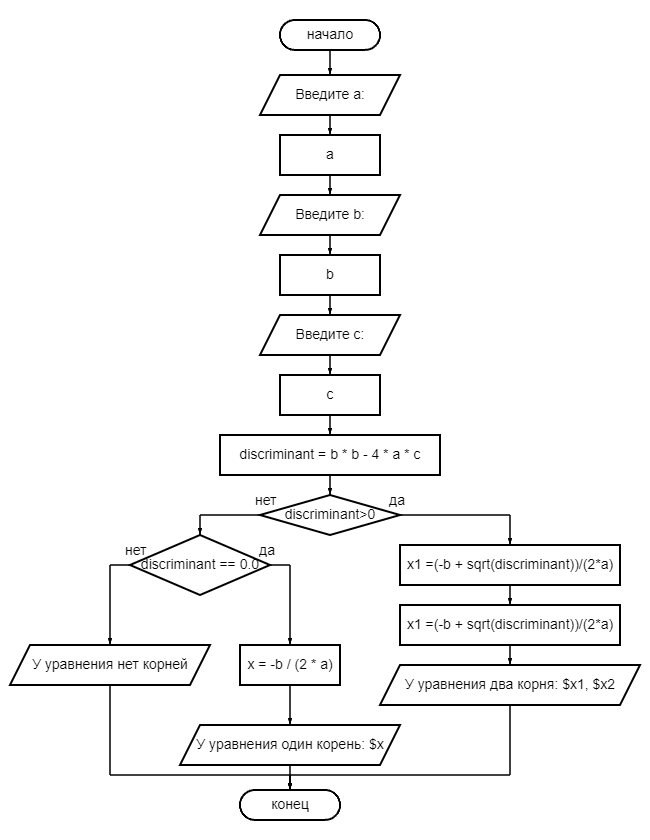 начало
Введите a:
a
Введите b:
b
Введите c:
c
discriminant = b * b - 4 * a * c
нет
да
discriminant>0
нет
да
discriminant == 0.0
x1 =(-b + sqrt(discriminant))/(2*a)
x1 =(-b + sqrt(discriminant))/(2*a)
У уравнения нет корней
x = -b / (2 * a)
У уравнения два корня: $x1, $x2
У уравнения один корень: $x
конец